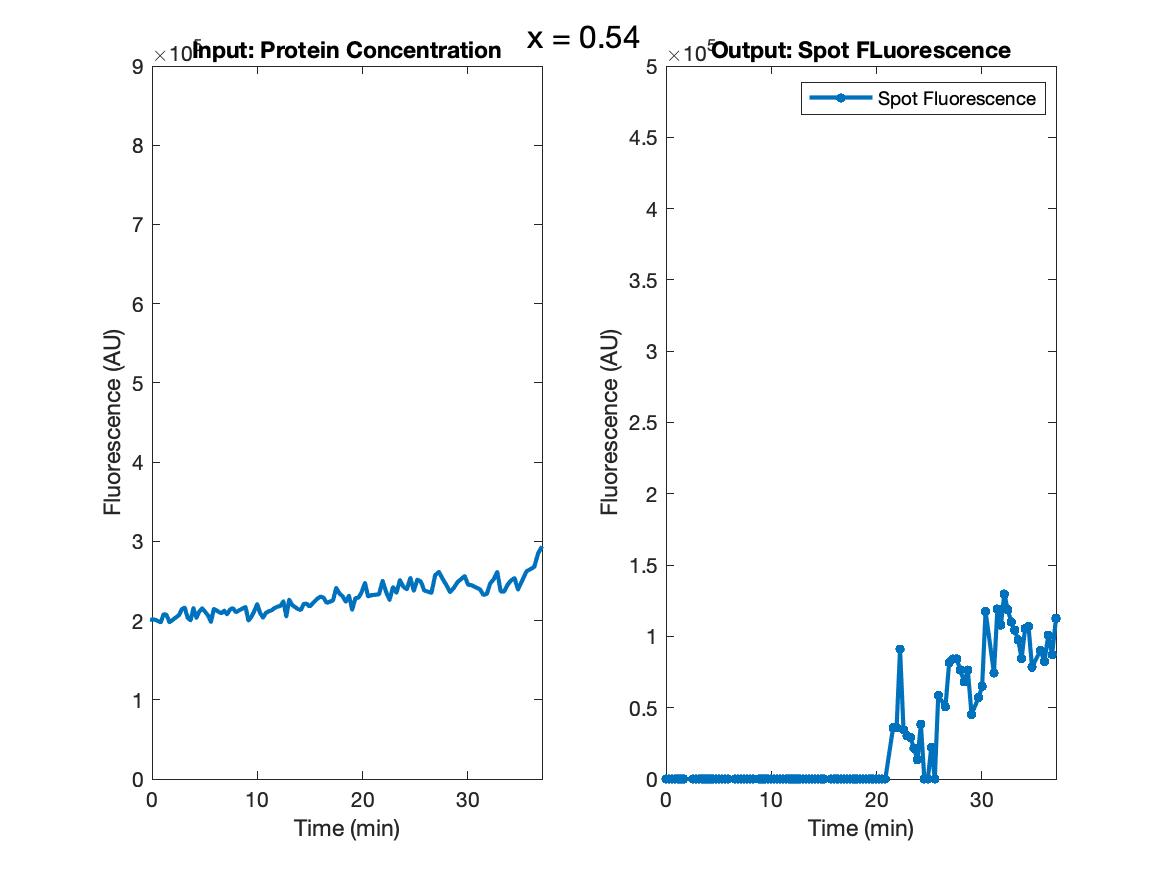 x = 0.54
×10⁵
Input: Protein Concentration
9
8
7
6
5
4
3
2
1
0
Fluorescence (AU)
0 10 20 30
Time (min)
×10⁵
Output: Spot FLuorescence
Spot Fluorescence
5
4.5
4
3.5
3
2.5
2
1.5
1
0.5
0
Fluorescence (AU)
0 10 20 30
Time (min)